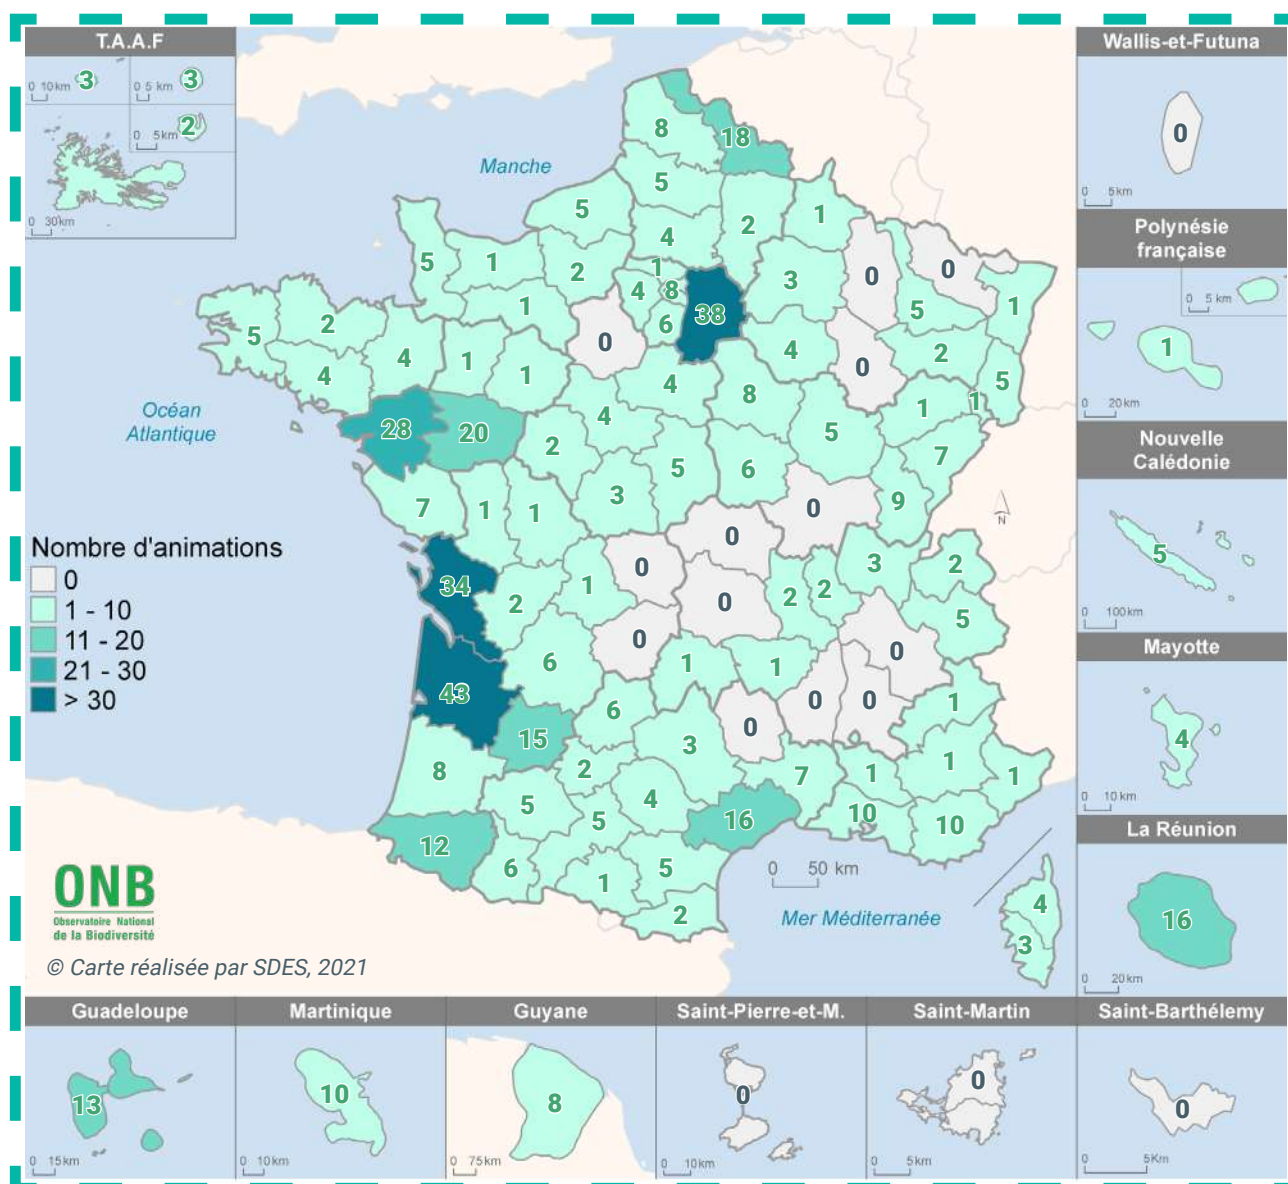 T.A.A.F
3
3
0 10km
0 5 km
2
0 5km
0 30km
Manche
Océan
Atlantique
Mer Méditerranée
N
0 50 km
8
18
5
5
2
1
4
5
1
2
1
4
8
38
3
0
0
5
1
1
6
0
5
2
4
4
1
1
4
0
2
5
28
20
2
4
4
8
5
1
1
7
7
1
1
3
5
6
0
9
34
2
1
0
0
0
2
2
3
2
5
43
6
0
1
1
0
0
0
1
8
15
6
3
0
7
1
1
1
2
5
5
4
16
10
10
12
6
1
5
2
4
3
Nombre d'animations
0
1 - 10
11 - 20
21 - 30
> 30
ONB
Observatoire National
de la Biodiversité
© Carte réalisée par SDES, 2021
Wallis-et-Futuna
0
0 5km
Polynésie
française
0 5 km
1
0 20 km
Nouvelle
Calédonie
5
0 100km
Mayotte
4
0 10 km
La Réunion
16
0 20km
Guadeloupe
13
0 15km
Martinique
10
0 10km
Guyane
8
0 75km
Saint-Pierre-et-M.
0
0 10km
Saint-Martin
0
0 5km
Saint-Barthélemy
0
0 5Km